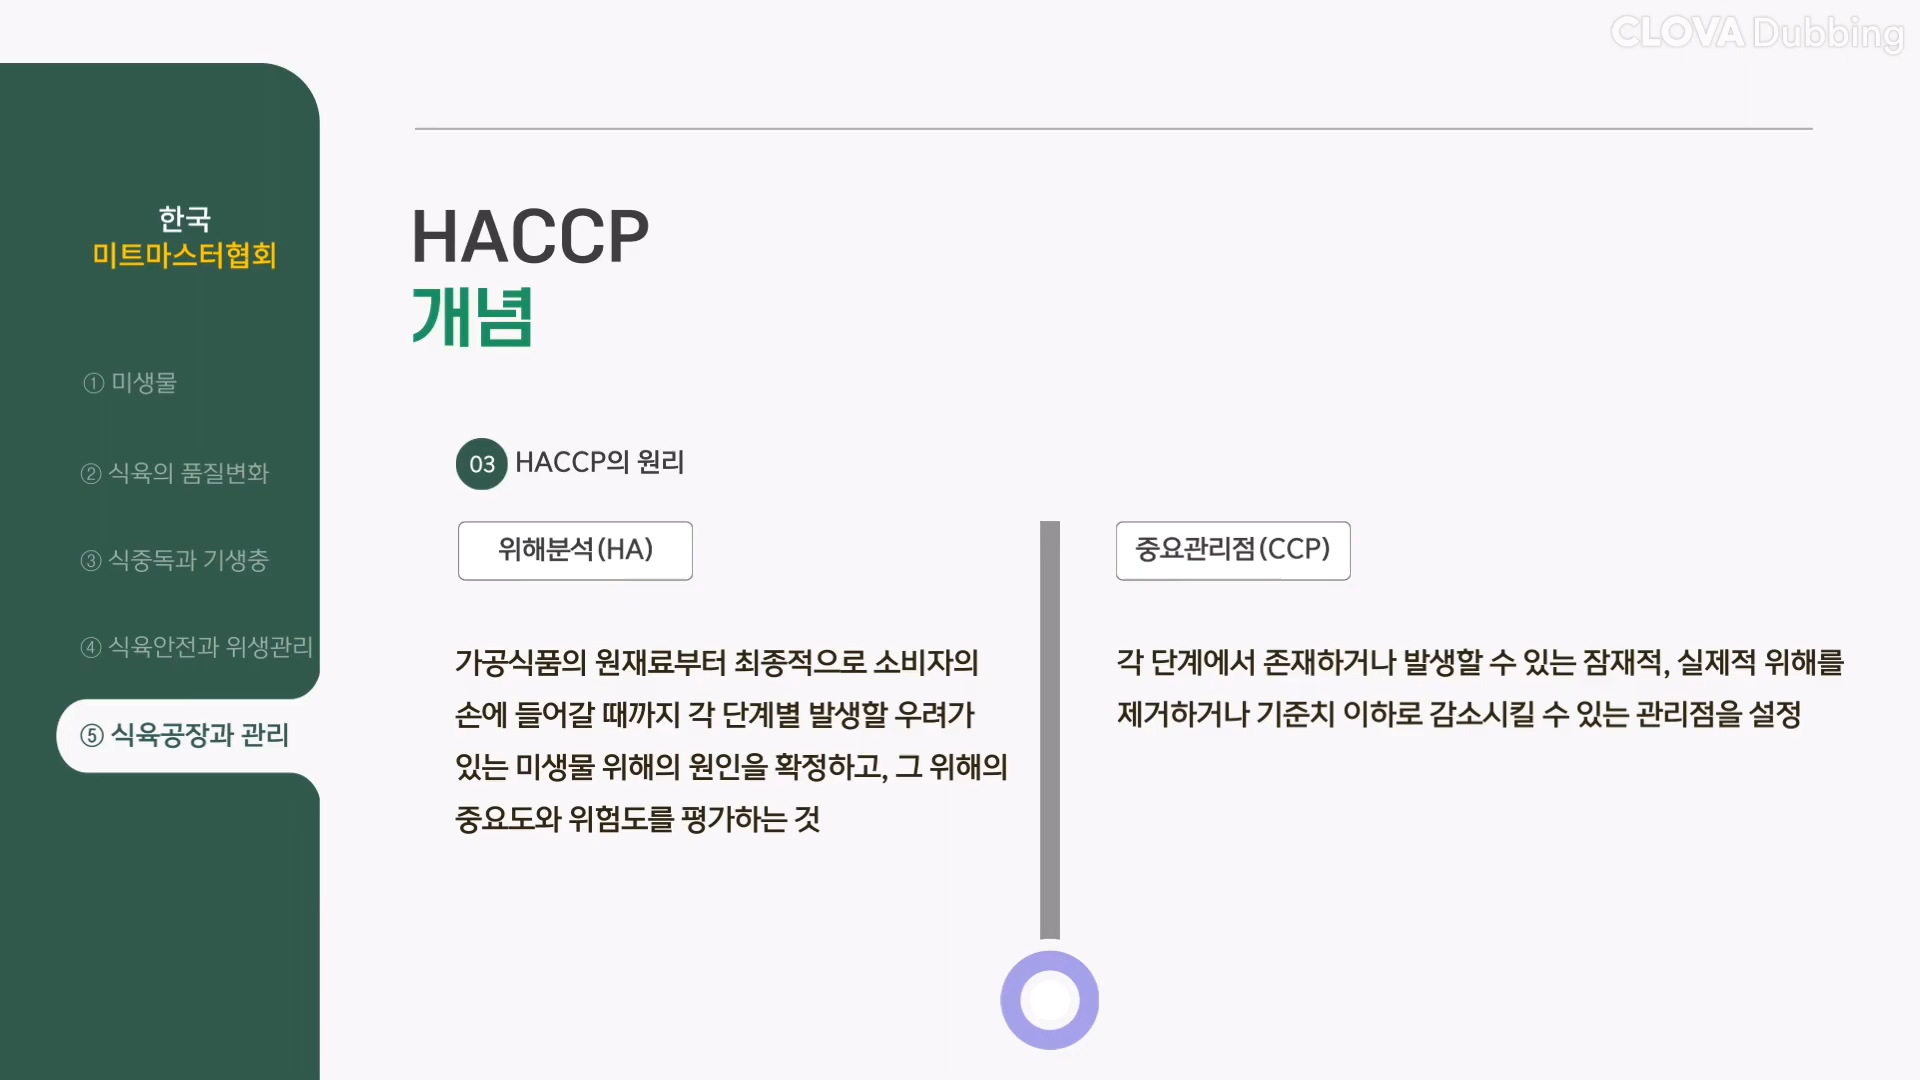 CLOVA Dubbing
한국
미트마스터협회
① 미생물
② 식육의 품질변화
③ 식중독과 기생충
④ 식육안전과 위생관리
⑤ 식육공장과 관리
HACCP
개념
03 HACCP의 원리
위해분석(HA)
가공식품의 원재료부터 최종적으로 소비자의
손에 들어갈 때까지 각 단계별 발생할 우려가
있는 미생물 위해의 원인을 확정하고, 그 위해의
중요도와 위험도를 평가하는 것
중요관리점(CCP)
각 단계에서 존재하거나 발생할 수 있는 잠재적, 실제적 위해를
제거하거나 기준치 이하로 감소시킬 수 있는 관리점을 설정